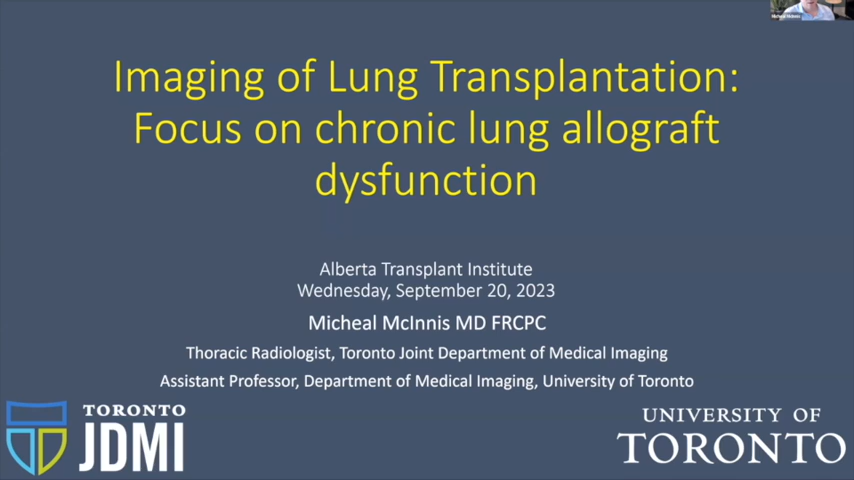 Micheal McInnis
Imaging of Lung Transplantation:
Focus on chronic lung allograft
dysfunction
Alberta Transplant Institute
Wednesday, September 20, 2023
Micheal McInnis MD FRCPC
Thoracic Radiologist, Toronto Joint Department of Medical Imaging
Assistant Professor, Department of Medical Imaging, University of Toronto
TORONTO
JDMI
UNIVERSITY OF
TORONTO